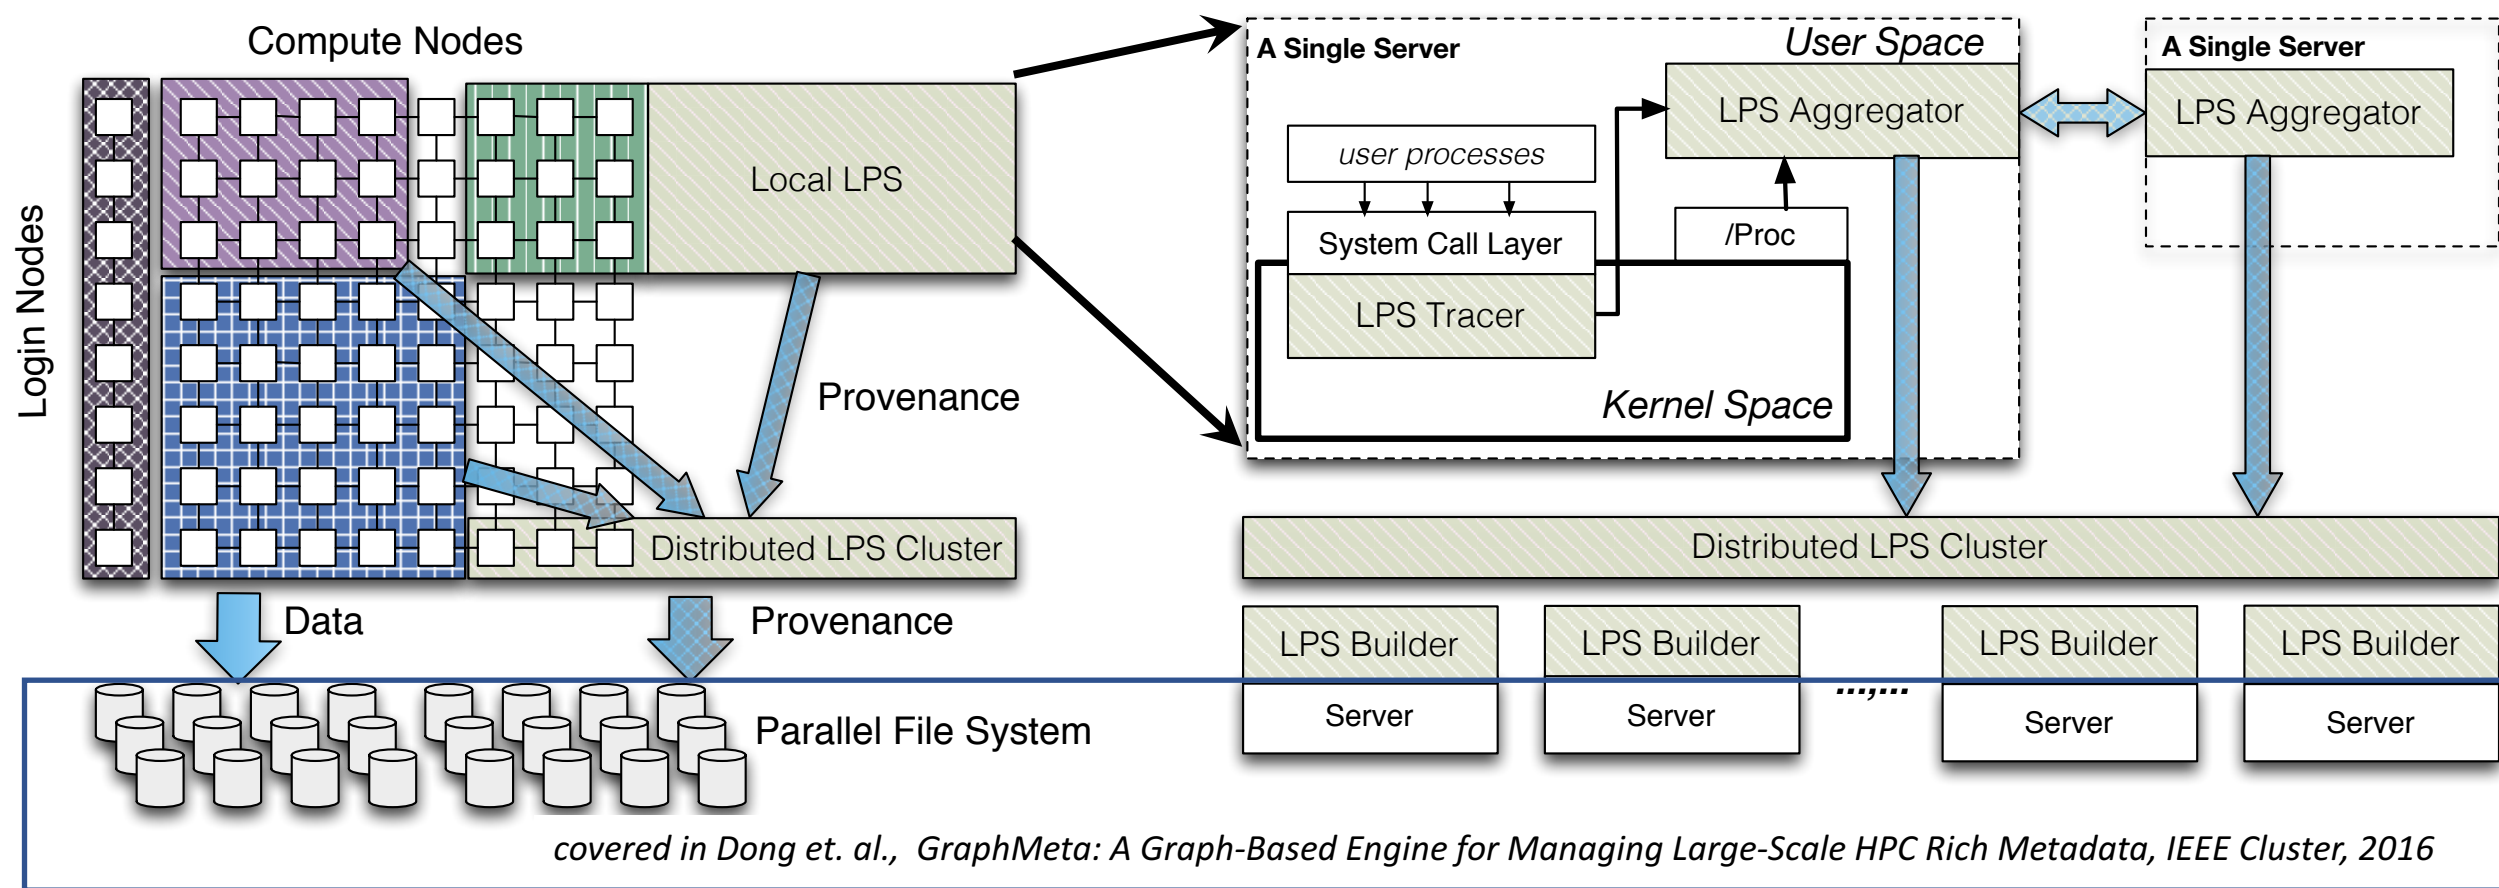 Compute Nodes
Login Nodes
Local LPS
Provenance
Distributed LPS Cluster
Data
Provenance
Parallel File System
A Single Server
User Space
LPS Aggregator
user processes
System Call Layer
/Proc
LPS Tracer
Kernel Space
A Single Server
LPS Aggregator
Distributed LPS Cluster
LPS Builder
Server
LPS Builder
Server
...,...
LPS Builder
Server
LPS Builder
Server
covered in Dong et. al., GraphMeta: A Graph-Based Engine for Managing Large-Scale HPC Rich Metadata, IEEE Cluster, 2016